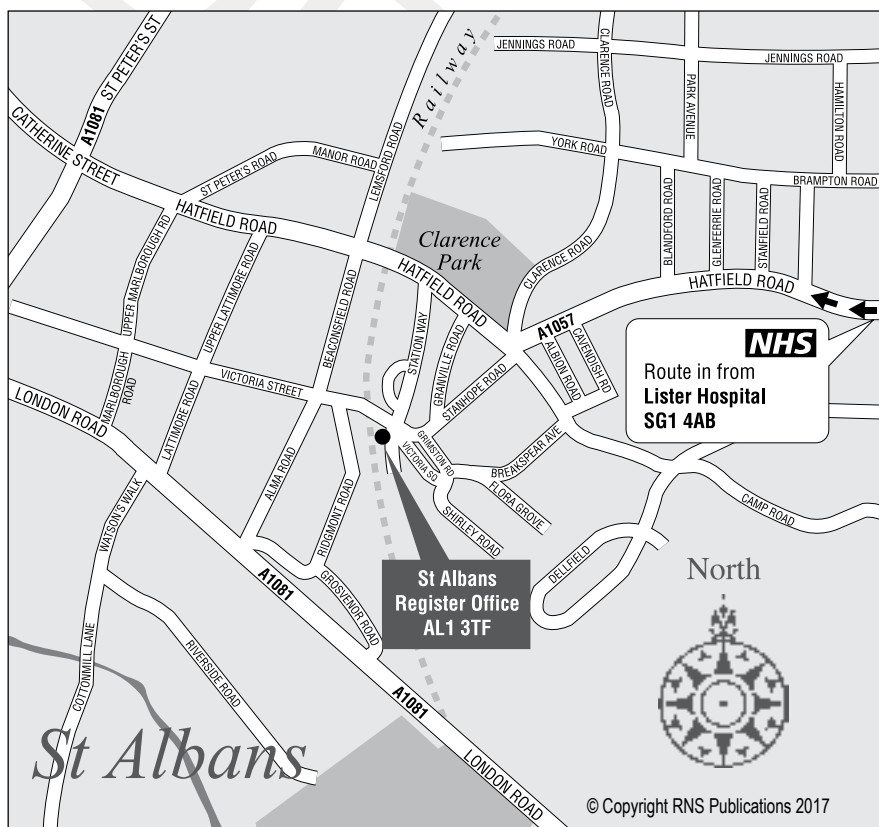 A1081 ST PETER'S ST
CATHERINE STREET
Railway
JENNINGS ROAD
CLARENCE ROAD
JENNINGS ROAD
PARK AVENUE
HAMILTON ROAD
LEMSFORD ROAD
MANOR ROAD
ST PETER'S ROAD
YORK ROAD
BRAMPTON ROAD
HATFIELD ROAD
UPPER MARLBOROUGH RD
UPPER LATTIMORE ROAD
BEACONSFIELD ROAD
Clarence
Park
HATFIELD ROAD
CLARENCE ROAD
BLANDFORD ROAD
GLENFERRIE ROAD
STANFIELD ROAD
HATFIELD ROAD
A1057
STATION WAY
GRANVILLE ROAD
STANHOPE ROAD
ALBION ROAD
CAVENDISH RD
NHS
Route in from
Lister Hospital
SG1 4AB
MARLBOROUGH
ROAD
VICTORIA STREET
LONDON ROAD
LATTIMORE ROAD
ALMA ROAD
RIDGMONT ROAD
GRIMSTON RD
VICTORIA SQ
BREAKSPEAR AVE
FLORA GROVE
SHIRLEY ROAD
CAMP ROAD
WATSON'S WALK
DELLFIELD
A1081
GROSVENOR ROAD
St Albans
Register Office
AL1 3TF
North
COTTONMILL LANE
RIVERSIDE ROAD
A1081
LONDON ROAD
St Albans
© Copyright RNS Publications 2017